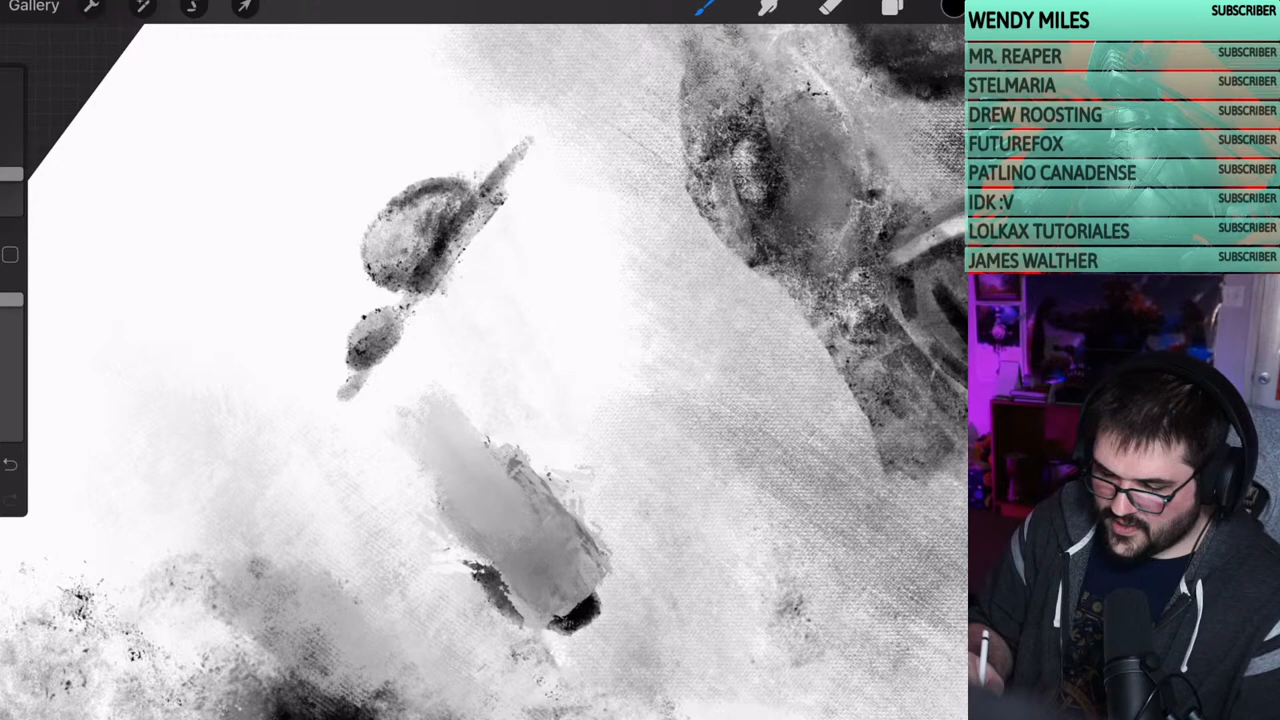 Gallery
WENDY MILES SUBSCRIBER
MR. REAPER SUBSCRIBER
STELMARIA SUBSCRIBER
DREW ROOSTING SUBSCRIBER
FUTUREFOX SUBSCRIBER
PATLINO CANADENSE SUBSCRIBER
IDK :V SUBSCRIBER
LOLKAX TUTORIALES SUBSCRIBER
JAMES WALTHER SUBSCRIBER